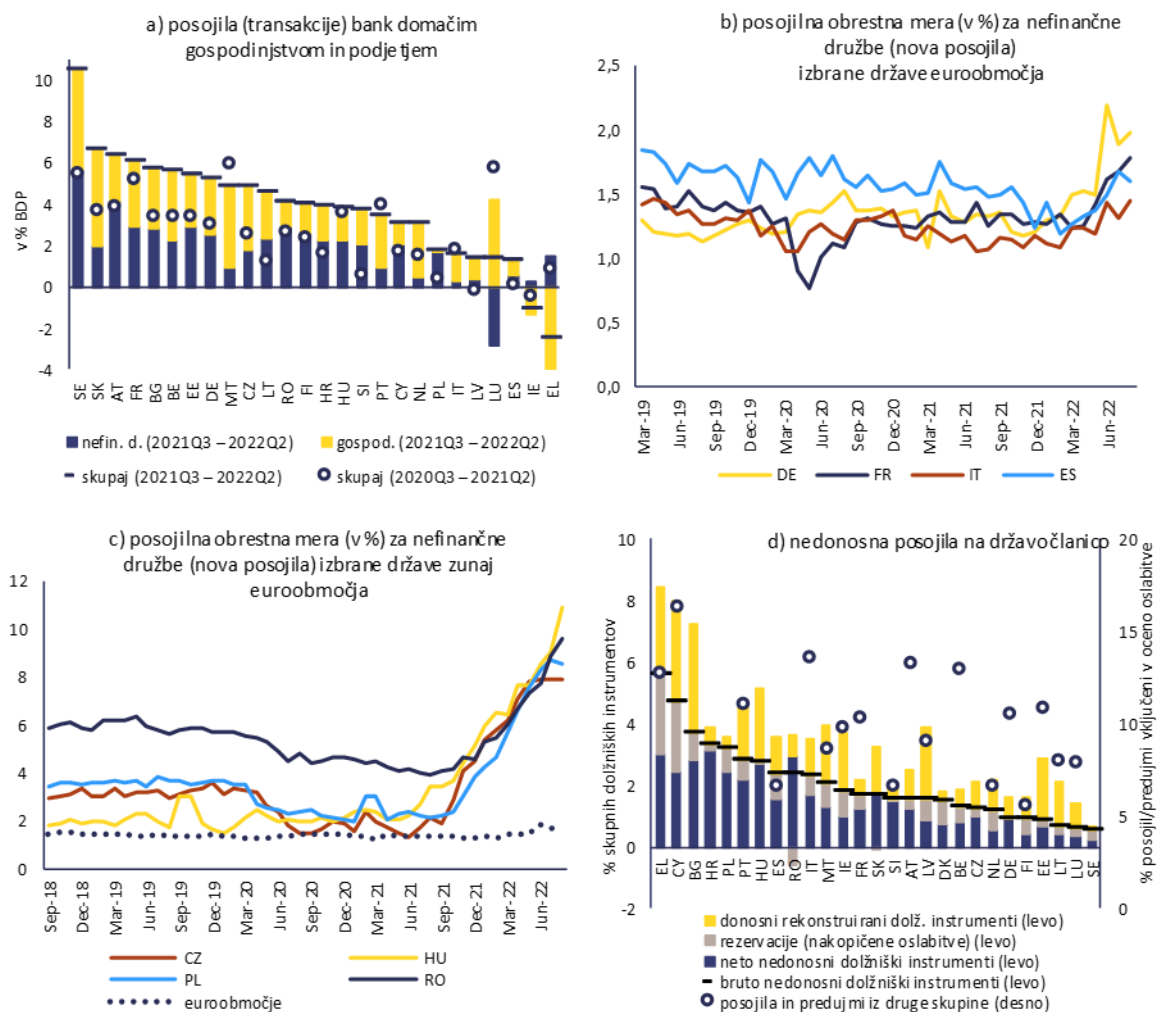 a) posojila (transakcije) bank domačim
gospodinjstvom in podjetjem
v % BDP
10
8
6
4
2
0
-2
-4
SE SK AT FR BG BE EE DE MT CZ LT RO FI HR HU SI PT CY NL PL IT LV LU ES IE EL
nefin. d. (2021Q3 – 2022Q2) gospod. (2021Q3 – 2022Q2)
skupaj (2021Q3 – 2022Q2) skupaj (2020Q3 – 2021Q2)
b) posojilna obrestna mera (v %) za nefinančne
družbe (nova posojila)
izbrane države euroobmočja
2,5
2,0
1,5
1,0
0,5
0,0
Mar-19 Jun-19 Sep-19 Dec-19 Mar-20 Jun-20 Sep-20 Dec-20 Mar-21 Jun-21 Sep-21 Dec-21 Mar-22 Jun-22
DE FR IT ES
c) posojilna obrestna mera (v %) za nefinančne
družbe (nova posojila) izbrane države zunaj
euroobmočja
12
10
8
6
4
2
0
Sep-18 Dec-18 Mar-19 Jun-19 Sep-19 Dec-19 Mar-20 Jun-20 Sep-20 Dec-20 Mar-21 Jun-21 Sep-21 Dec-21 Mar-22 Jun-22
CZ HU
PL RO
euroobmočje
d) nedonosna posojila na državo članico
% skupnih dolžniških instrumentov
10
8
6
4
2
0
-2
20
15
10
5
0
% posojil/predujmi vključeni v oceno oslabitve
EL CY BG HR PL PT HU ES RO IT MT IE FR SK SI AT LV DK BE CZ NL DE FI EE LT LU SE
donosni rekonstruirani dolž. instrumenti (levo)
rezervacije (nakopičene oslabitve) (levo)
neto nedonosni dolžniški instrumenti (levo)
bruto nedonosni dolžniški instrumenti (levo)
posojila in predujmi iz druge skupine (desno)